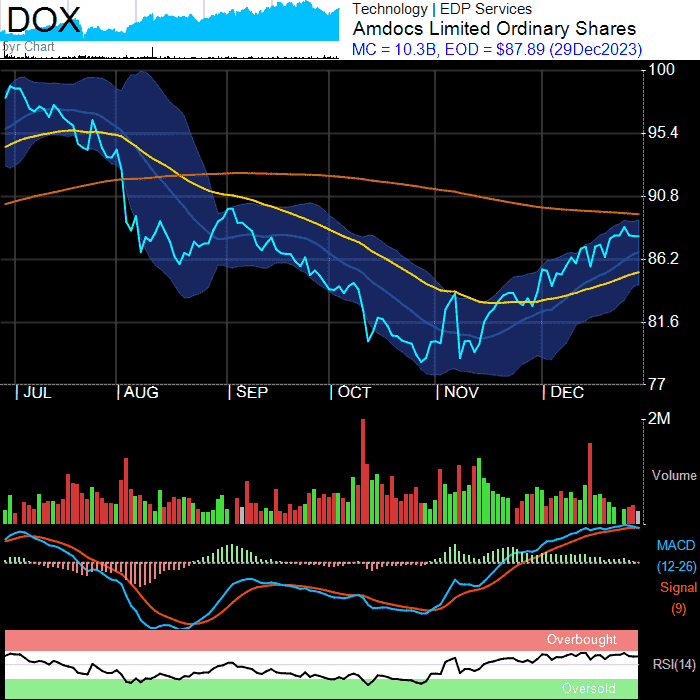 DOX
5yr Chart
Technology | EDP Services
Amdocs Limited Ordinary Shares
MC = 10.3B, EOD = $87.89 (29Dec2023)
100
95.4
90.8
86.2
81.6
77
| JUL | AUG | SEP | OCT | NOV | DEC
2M
Volume
MACD
(12-26)
Signal
(9)
Overbought
RSI(14)
Oversold